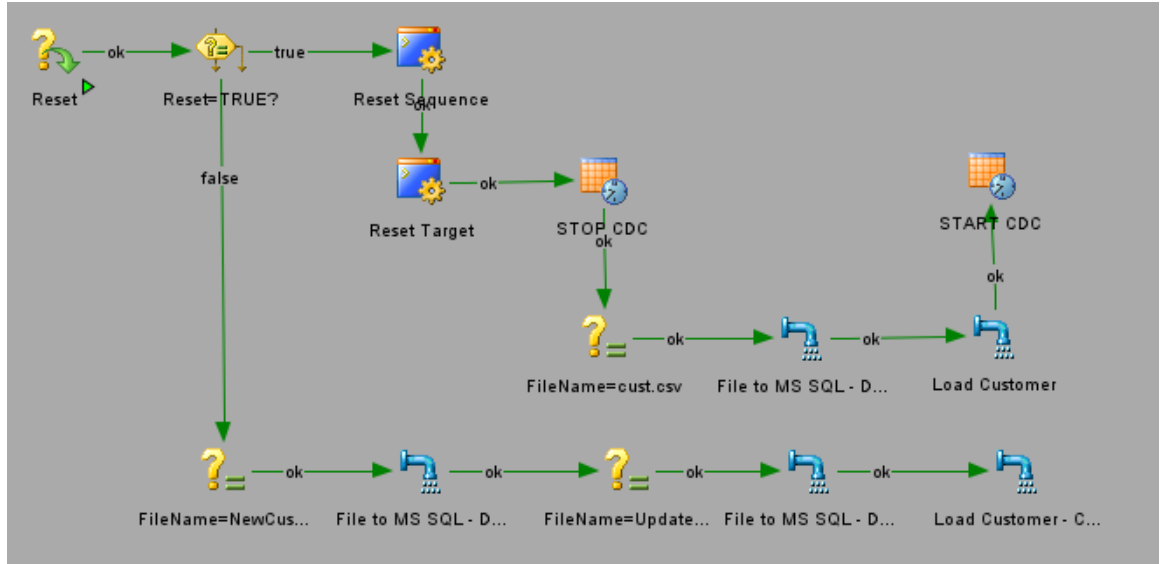 ok
true
Reset
Reset=TRUE?
Reset Sequence
ok
false
ok
Reset Target
STOP CDC
START CDC
ok
ok
ok
ok
FileName=cust.csv
File to MS SQL - D...
Load Customer
ok
ok
ok
ok
FileName=NewCus...
File to MS SQL - D...
FileName=Update...
File to MS SQL - D...
Load Customer - C...